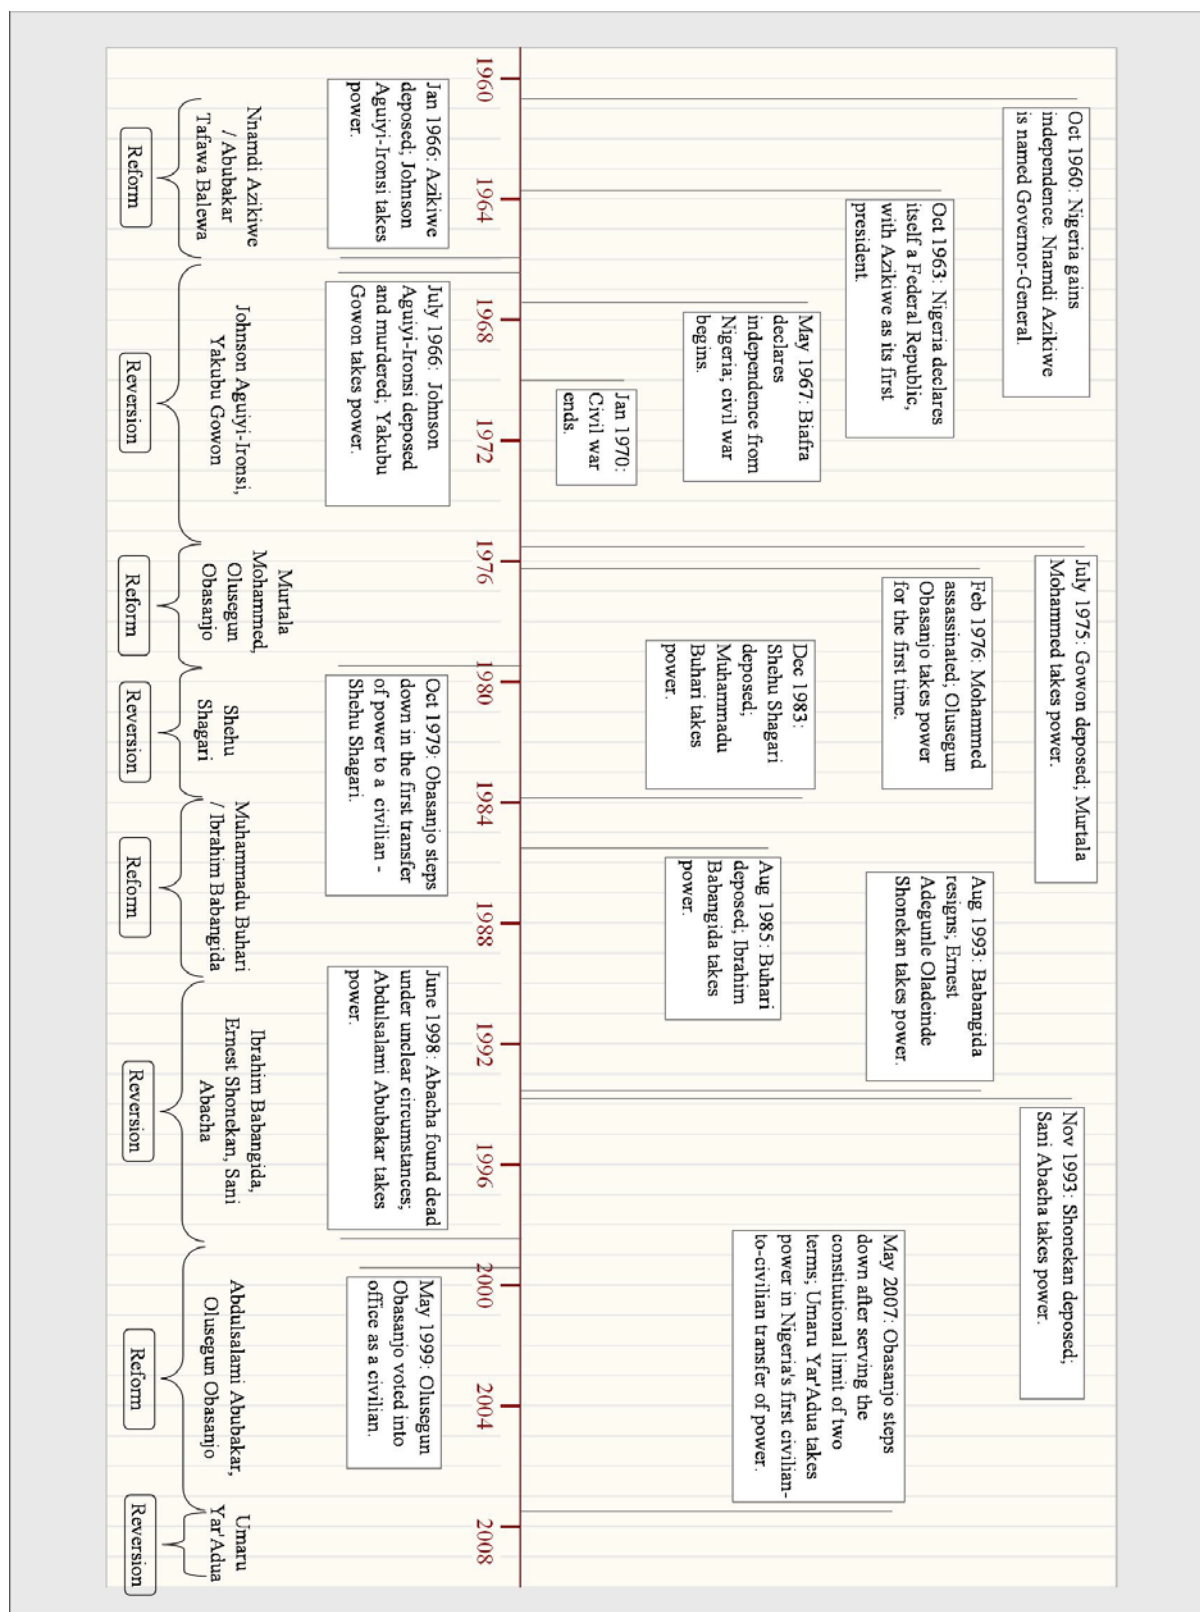 Oct 1960: Nigeria gains
independence. Nnamdi Azikiwe
is named Governor-General.
Oct 1963: Nigeria declares
itself a Federal Republic,
with Azikiwe as its first
president.
May 1967: Biafra
declares
independence from
Nigeria; civil war
begins.
Jan 1970:
Civil war
ends.
July 1975: Gowon deposed; Murtala
Mohammed takes power.
Feb 1976: Mohammed
assassinated; Olusegun
Obasanjo takes power
for the first time.
Dec 1983:
Shehu Shagari
deposed;
Muhammadu
Buhari takes
power.
Aug 1985: Buhari
deposed; Ibrahim
Babangida takes
power.
Aug 1993: Babangida
resigns; Ernest
Adegunle Oladeinde
Shonekan takes power.
Nov 1993: Shonekan deposed;
Sani Abacha takes power.
May 2007: Obasanjo steps
down after serving the
constitutional limit of two
terms; Umaru Yar'Adua takes
power in Nigeria's first civilian-
to-civilian transfer of power.
1960
1964
1968
1972
1976
1980
1984
1988
1992
1996
2000
2004
2008
Jan 1966: Azikiwe
deposed; Johnson
Aguiyi-Ironsi takes
power.
July 1966: Johnson
Aguiyi-Ironsi deposed
and murdered; Yakubu
Gowon takes power.
Oct 1979: Obasanjo steps
down in the first transfer
of power to a civilian -
Shehu Shagari.
June 1998: Abacha found dead
under unclear circumstances;
Abdulsalami Abubakar takes
power.
May 1999: Olusegun
Obasanjo voted into
office as a civilian.
Nnamdi Azikiwe
/ Abubakar
Tafawa Balewa
Johnson Aguiyi-Ironsi,
Yakubu Gowon
Murtala
Mohammed,
Olusegun
Obasanjo
Shehu
Shagari
Muhammadu Buhari
/ Ibrahim Babangida
Ibrahim Babangida,
Ernest Shonekan, Sani
Abacha
Abdulsalami Abubakar,
Olusegun Obasanjo
Umaru
Yar'Adua
Reform
Reversion
Reform
Reversion
Reform
Reversion
Reform
Reversion